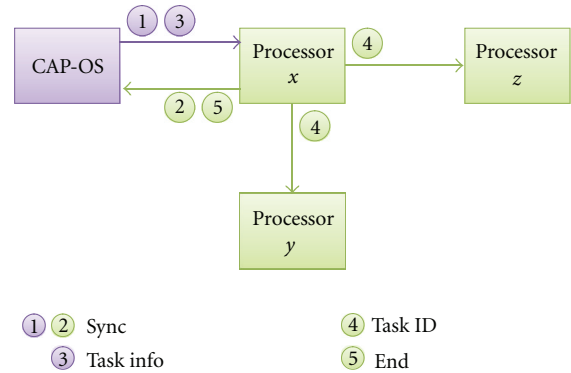 1 3
CAP-OS
Processor
x
4
Processor
z
2 5
4
Processor
y
1 2 Sync
3 Task info
4 Task ID
5 End